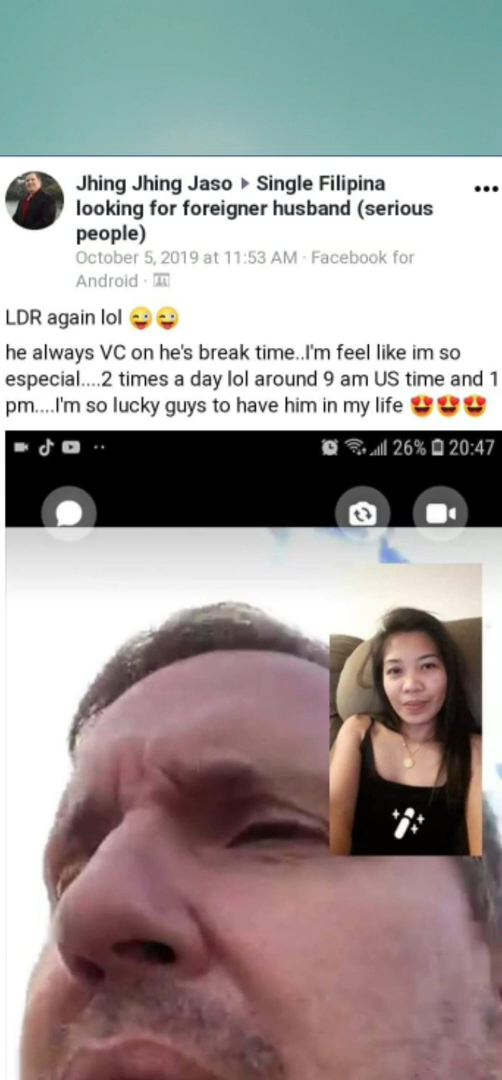 Jhing Jhing Jaso ▸ Single Filipina
looking for foreigner husband (serious
people)
October 5, 2019 at 11:53 AM · Facebook for
Android ·
LDR again lol 😜😜
he always VC on he's break time..I'm feel like im so
especial....2 times a day lol around 9 am US time and 1
pm....I'm so lucky guys to have him in my life 😍😍😍
26% 20:47